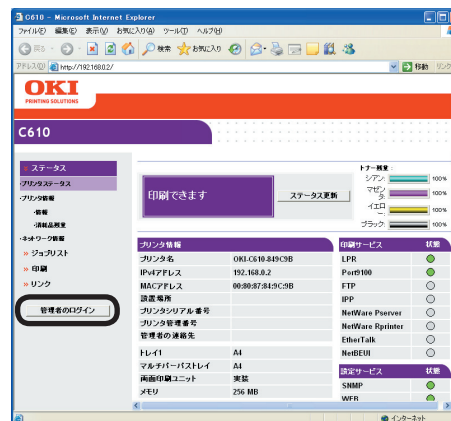 C610 - Microsoft Internet Explorer
ファイル(F) 編集(E) 表示(V) お気に入り(A) ツール(T) ヘルプ(H)
戻る 検索 お気に入り
アドレス(D) http://192.168.0.2/ 移動 リンク
OKI
PRINTING SOLUTIONS
C610
ステータス
・プリンタステータス
・プリンタ情報
・情報
・消耗品残量
・ネットワーク情報
» ジョブリスト
» 印刷
» リンク
管理者のログイン
印刷できます
ステータス更新
トナー残量:
シアン: 100%
マゼンタ: 100%
イエロー: 100%
ブラック: 100%
プリンタ情報
プリンタ名 OKI-C610-849C9B
IPv4アドレス 192.168.0.2
MACアドレス 00:80:87:84:9C:9B
設置場所
プリンタシリアル番号
プリンタ管理番号
管理者の連絡先
トレイ1 A4
マルチパーパストレイ A4
両面印刷ユニット 実装
メモリ 256 MB
印刷サービス 状態
LPR
Port9100
FTP
IPP
NetWare Pserver
NetWare Rprinter
EtherTalk
NetBEUI
設定サービス 状態
SNMP
WEB
インターネット